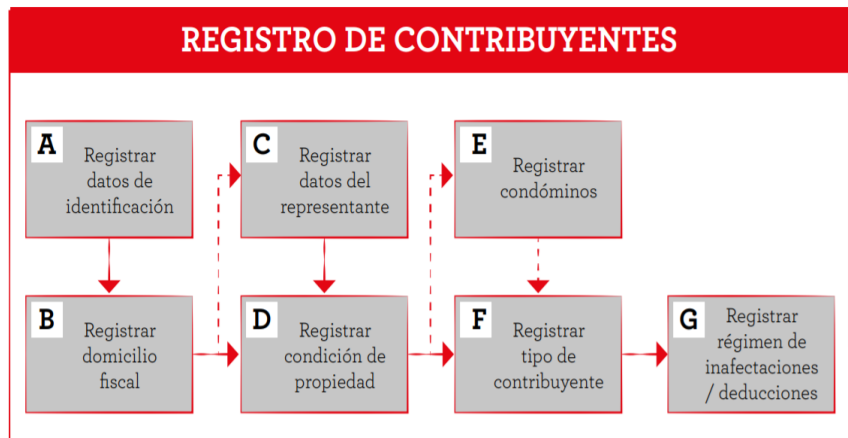 REGISTRO DE CONTRIBUYENTES
A
Registrar
datos de
identificación
C
Registrar
datos del
representante
E
Registrar
condóminos
B
Registrar
domicilio
fiscal
D
Registrar
condición de
propiedad
F
Registrar
tipo de
contribuyente
G
Registrar
régimen de
inafectaciones
/ deducciones